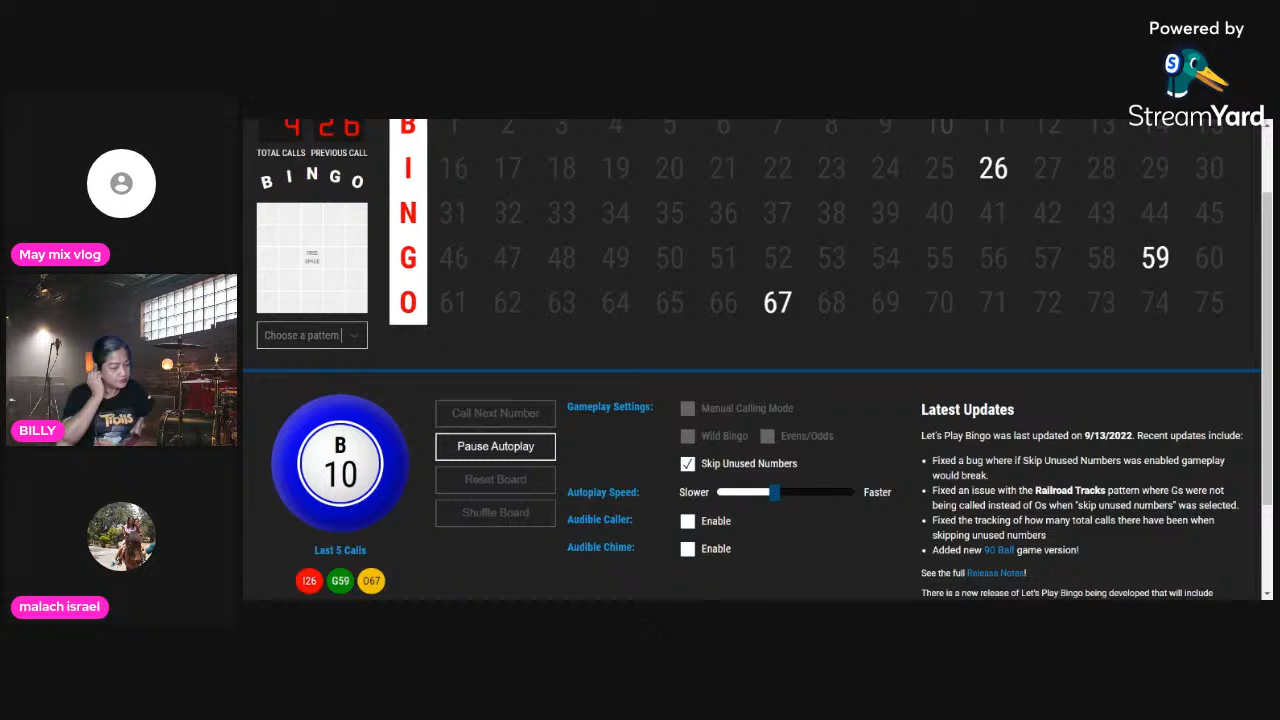 Powered by
S
StreamYard
4 26
TOTAL CALLS PREVIOUS CALL
B I N G O
FREE
SPACE
Choose a pattern
B 1 2 3 4 5 6 7 8 9 10 11 12 13 14 15
I 16 17 18 19 20 21 22 23 24 25 26 27 28 29 30
N 31 32 33 34 35 36 37 38 39 40 41 42 43 44 45
G 46 47 48 49 50 51 52 53 54 55 56 57 58 59 60
O 61 62 63 64 65 66 67 68 69 70 71 72 73 74 75
May mix vlog
Trolls
BILLY
malach israel
B
10
Last 5 Calls
I26 G59 O67
Call Next Number
Pause Autoplay
Reset Board
Shuffle Board
Gameplay Settings:
Manual Calling Mode
Wild Bingo Evens/Odds
Skip Unused Numbers
Autoplay Speed: Slower Faster
Audible Caller: Enable
Audible Chime: Enable
Latest Updates
Let's Play Bingo was last updated on 9/13/2022. Recent updates include:
• Fixed a bug where if Skip Unused Numbers was enabled gameplay
would break.
• Fixed an issue with the Railroad Tracks pattern where Gs were not
being called instead of Os when "skip unused numbers" was selected.
• Fixed the tracking of how many total calls there have been when
skipping unused numbers
• Added new 90 Ball game version!
See the full Release Notes!
There is a new release of Let's Play Bingo being developed that will include